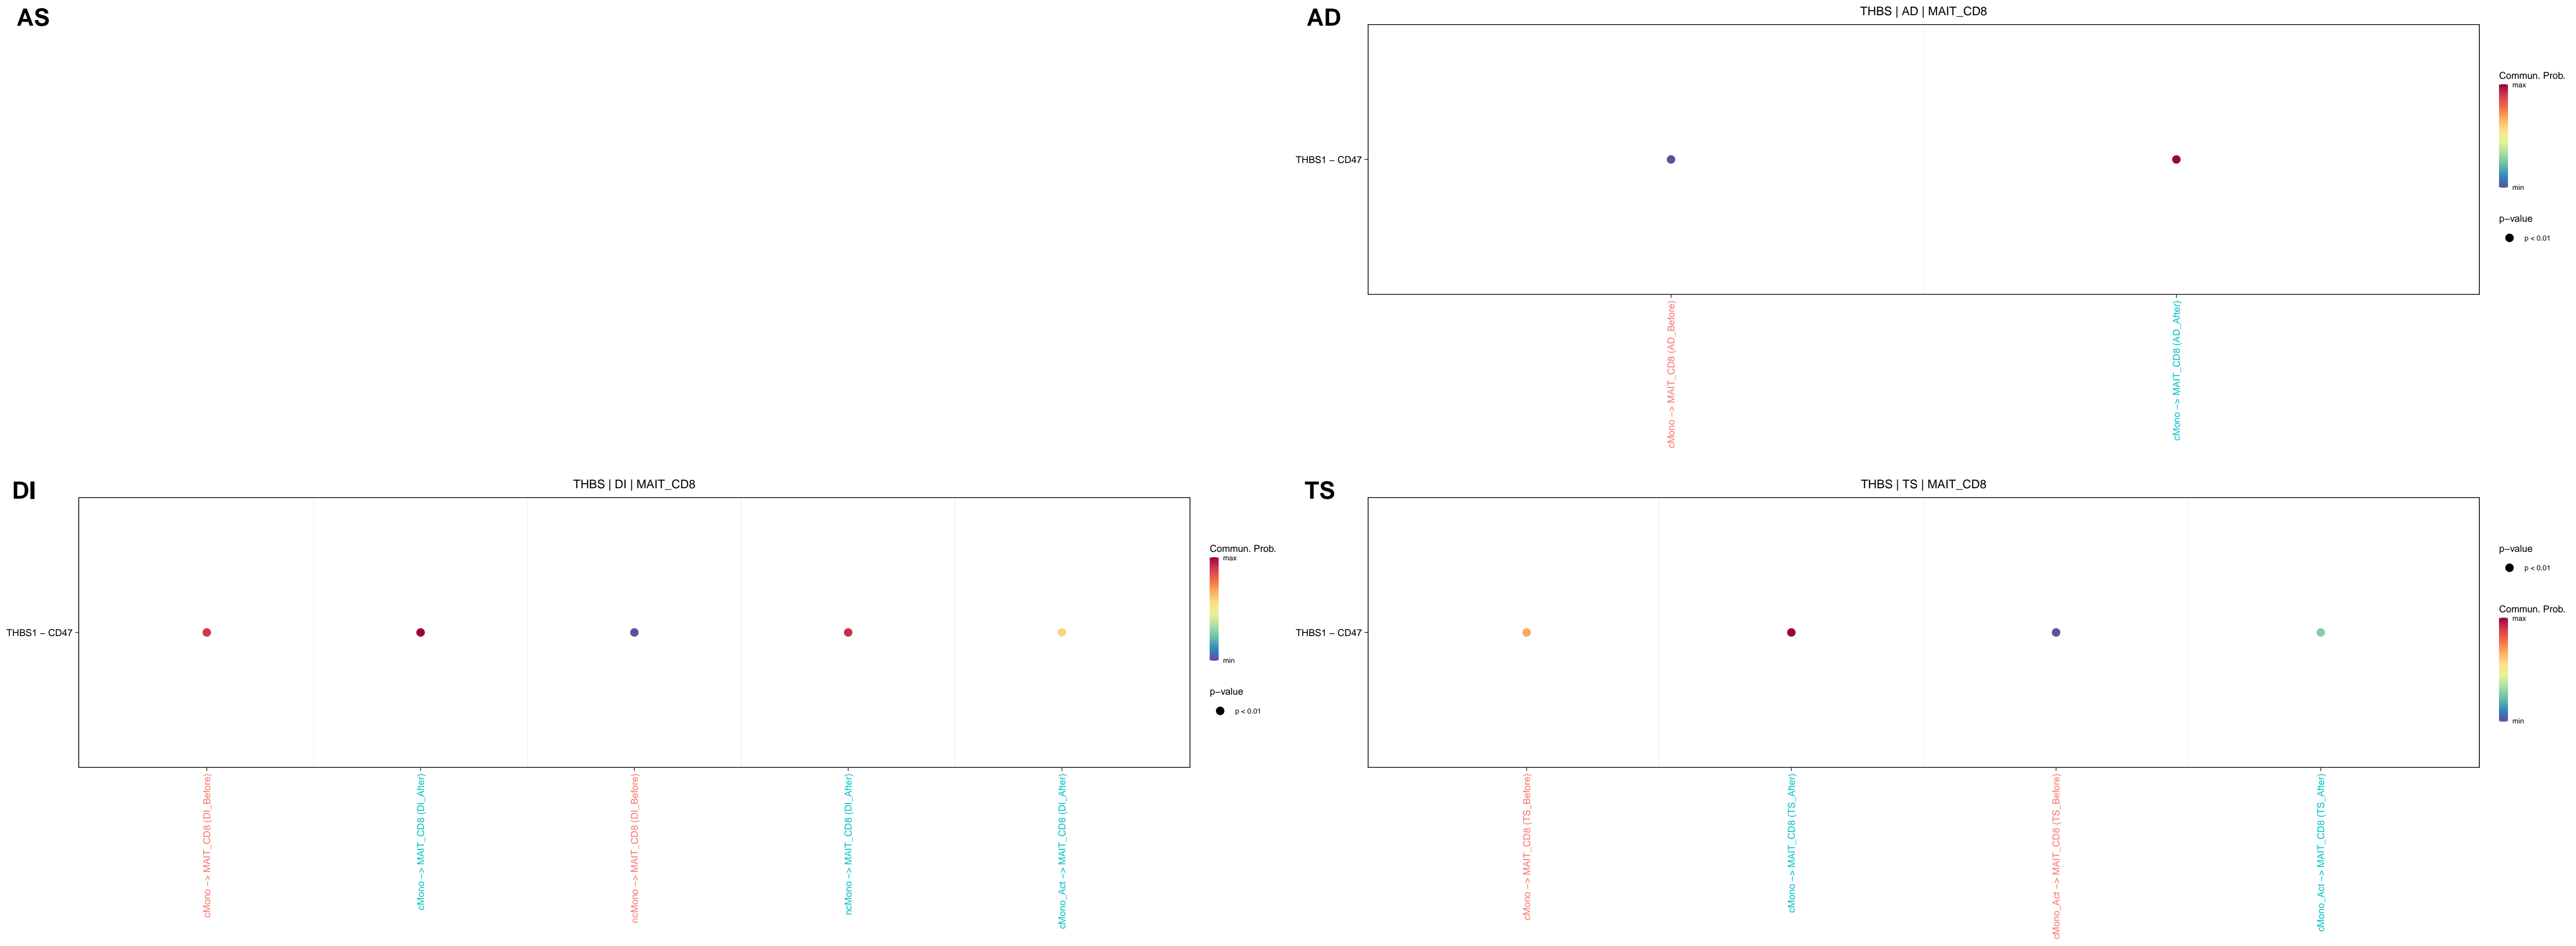 AS
AD
THBS | AD | MAIT_CD8
THBS1 − CD47
cMono −> MAIT_CD8 (AD_Before)
cMono −> MAIT_CD8 (AD_After)
Commun. Prob.
max
min
p−value
p < 0.01
DI
THBS | DI | MAIT_CD8
THBS1 − CD47
cMono −> MAIT_CD8 (DI_Before)
cMono −> MAIT_CD8 (DI_After)
ncMono −> MAIT_CD8 (DI_Before)
ncMono −> MAIT_CD8 (DI_After)
cMono_Act −> MAIT_CD8 (DI_After)
Commun. Prob.
max
min
p−value
p < 0.01
TS
THBS | TS | MAIT_CD8
THBS1 − CD47
cMono −> MAIT_CD8 (TS_Before)
cMono −> MAIT_CD8 (TS_After)
cMono_Act −> MAIT_CD8 (TS_Before)
cMono_Act −> MAIT_CD8 (TS_After)
p−value
p < 0.01
Commun. Prob.
max
min